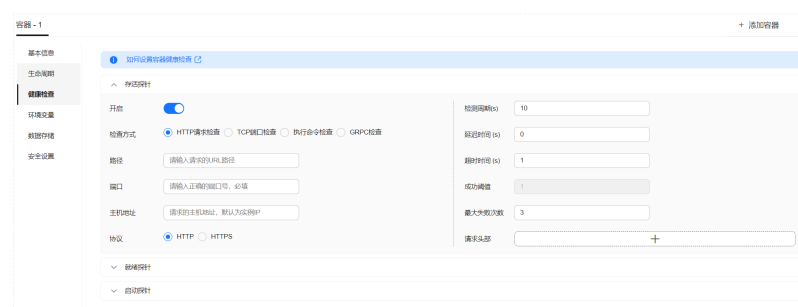 容器 - 1
+ 添加容器
基本信息
生命周期
健康检查
环境变量
数据存储
安全设置
如何设置容器健康检查
存活探针
开启
检测周期(s) 10
检查方式 HTTP请求检查 TCP端口检查 执行命令检查 GRPC检查
延迟时间 (s) 0
路径 请输入请求的URL路径
超时时间 (s) 1
端口 请输入正确的端口号，必填
成功阈值 1
主机地址 请求的主机地址，默认为实例IP
最大失败次数 3
协议 HTTP HTTPS
请求头部 +
就绪探针
启动探针